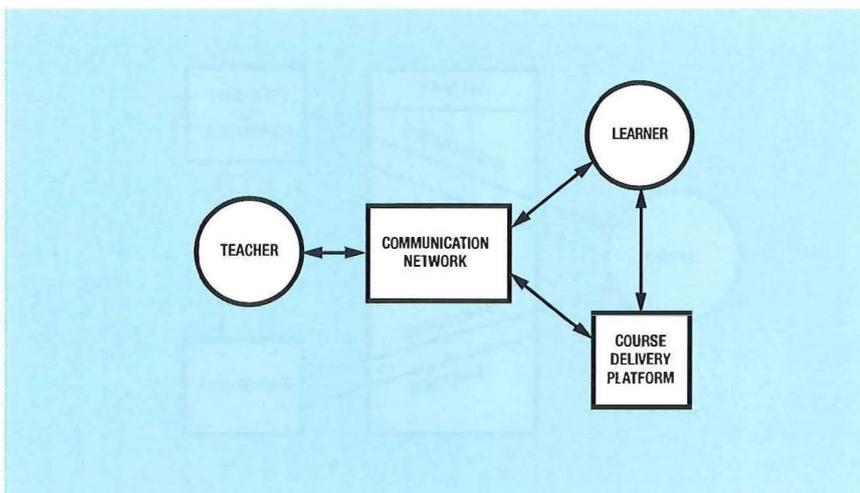 LEARNER
TEACHER
COMMUNICATION
NETWORK
COURSE
DELIVERY
PLATFORM